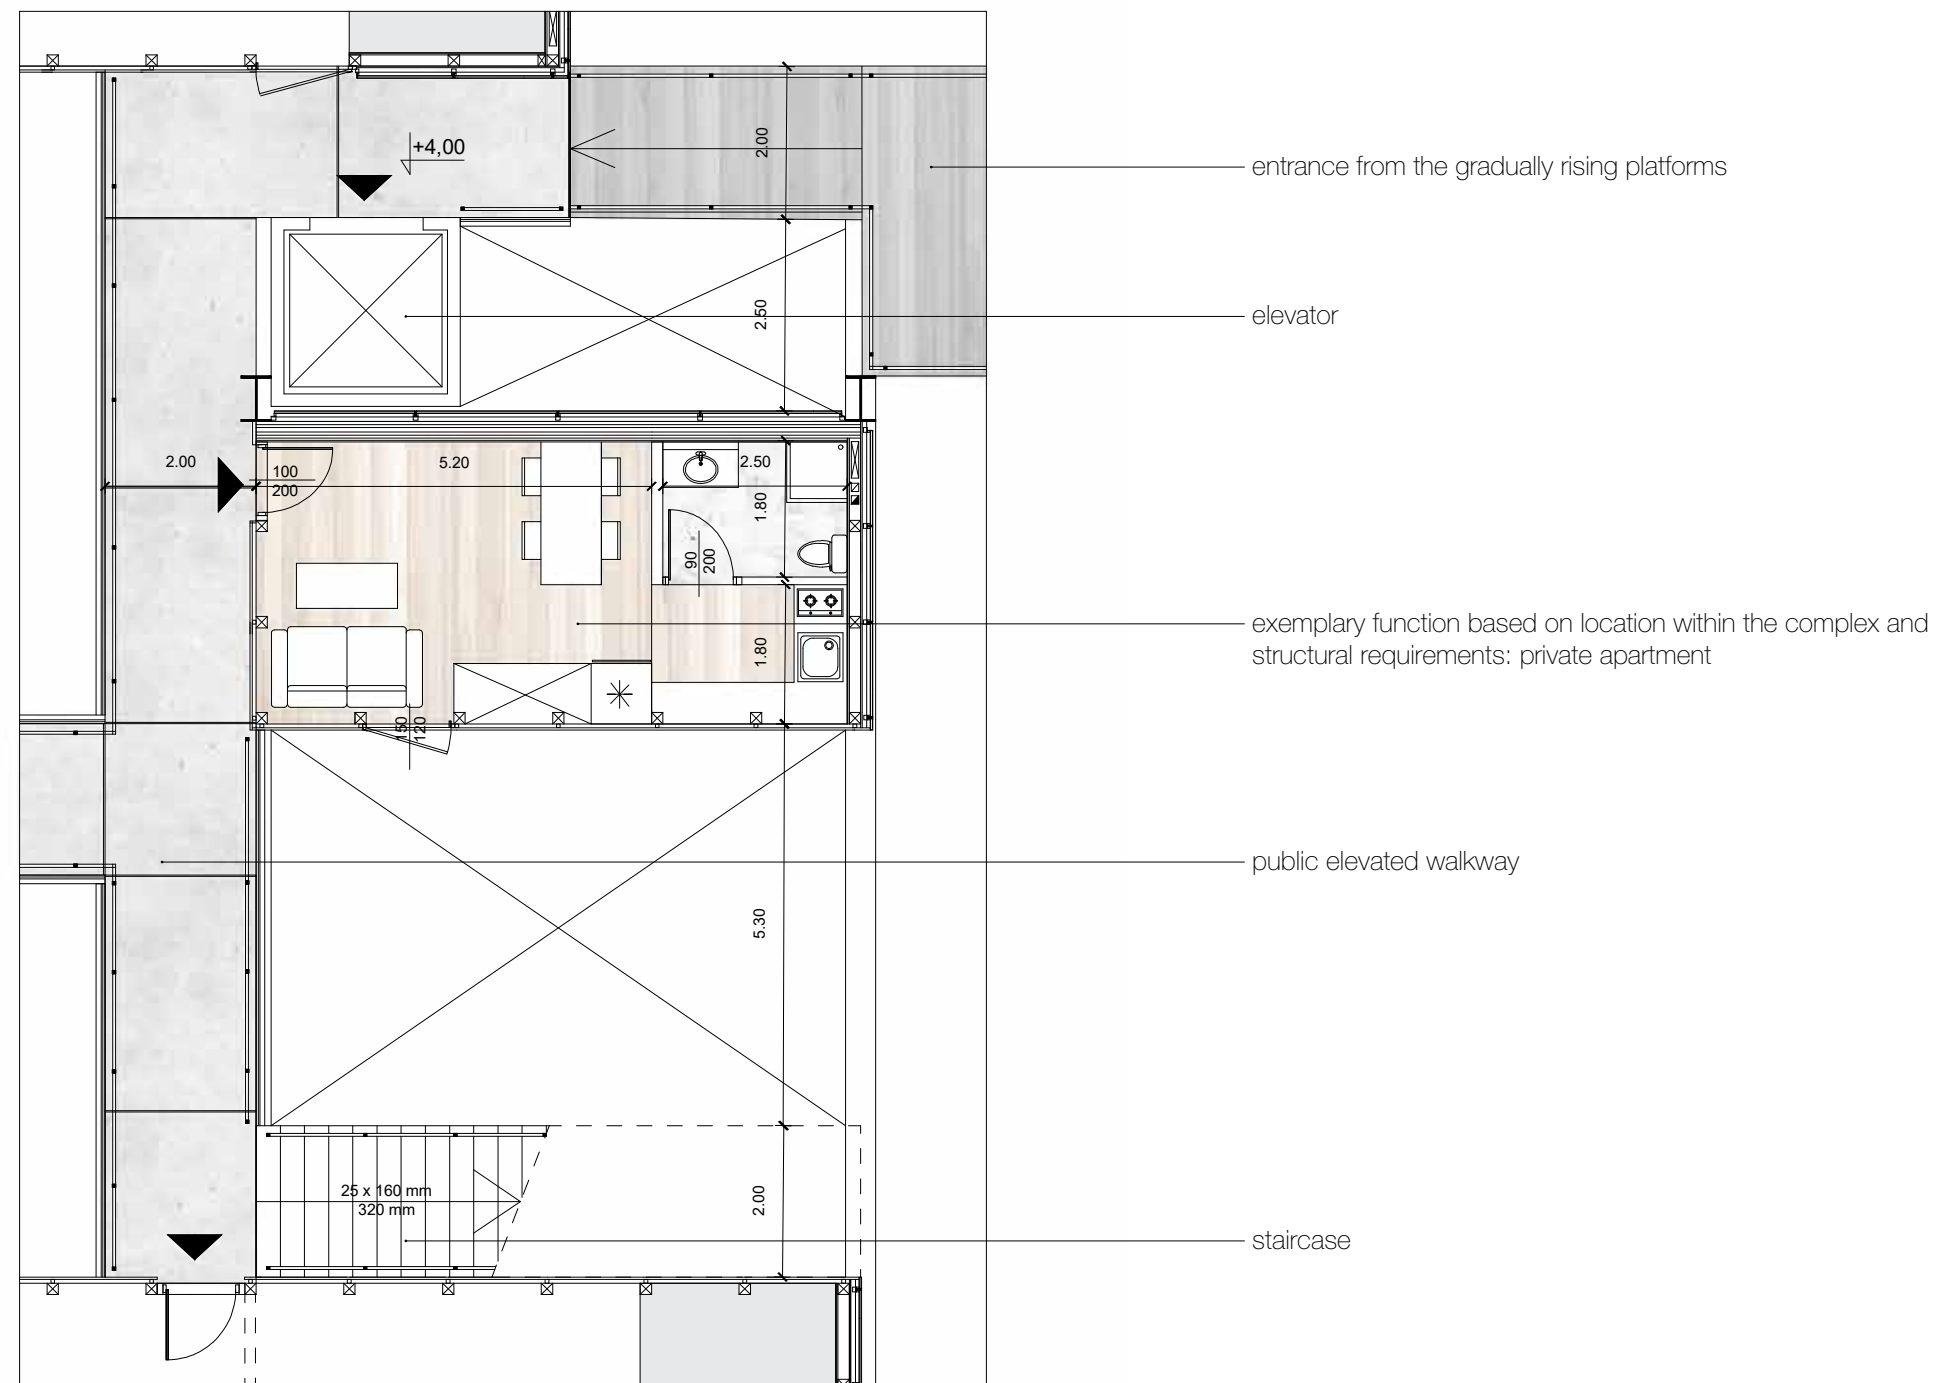 2.00
+4,00
entrance from the gradually rising platforms
2.50
elevator
2.00
100
200
5.20
2.50
1.80
90
200
exemplary function based on location within the complex and
structural requirements: private apartment
1.80
150
120
public elevated walkway
5.30
25 x 160 mm
320 mm
2.00
staircase